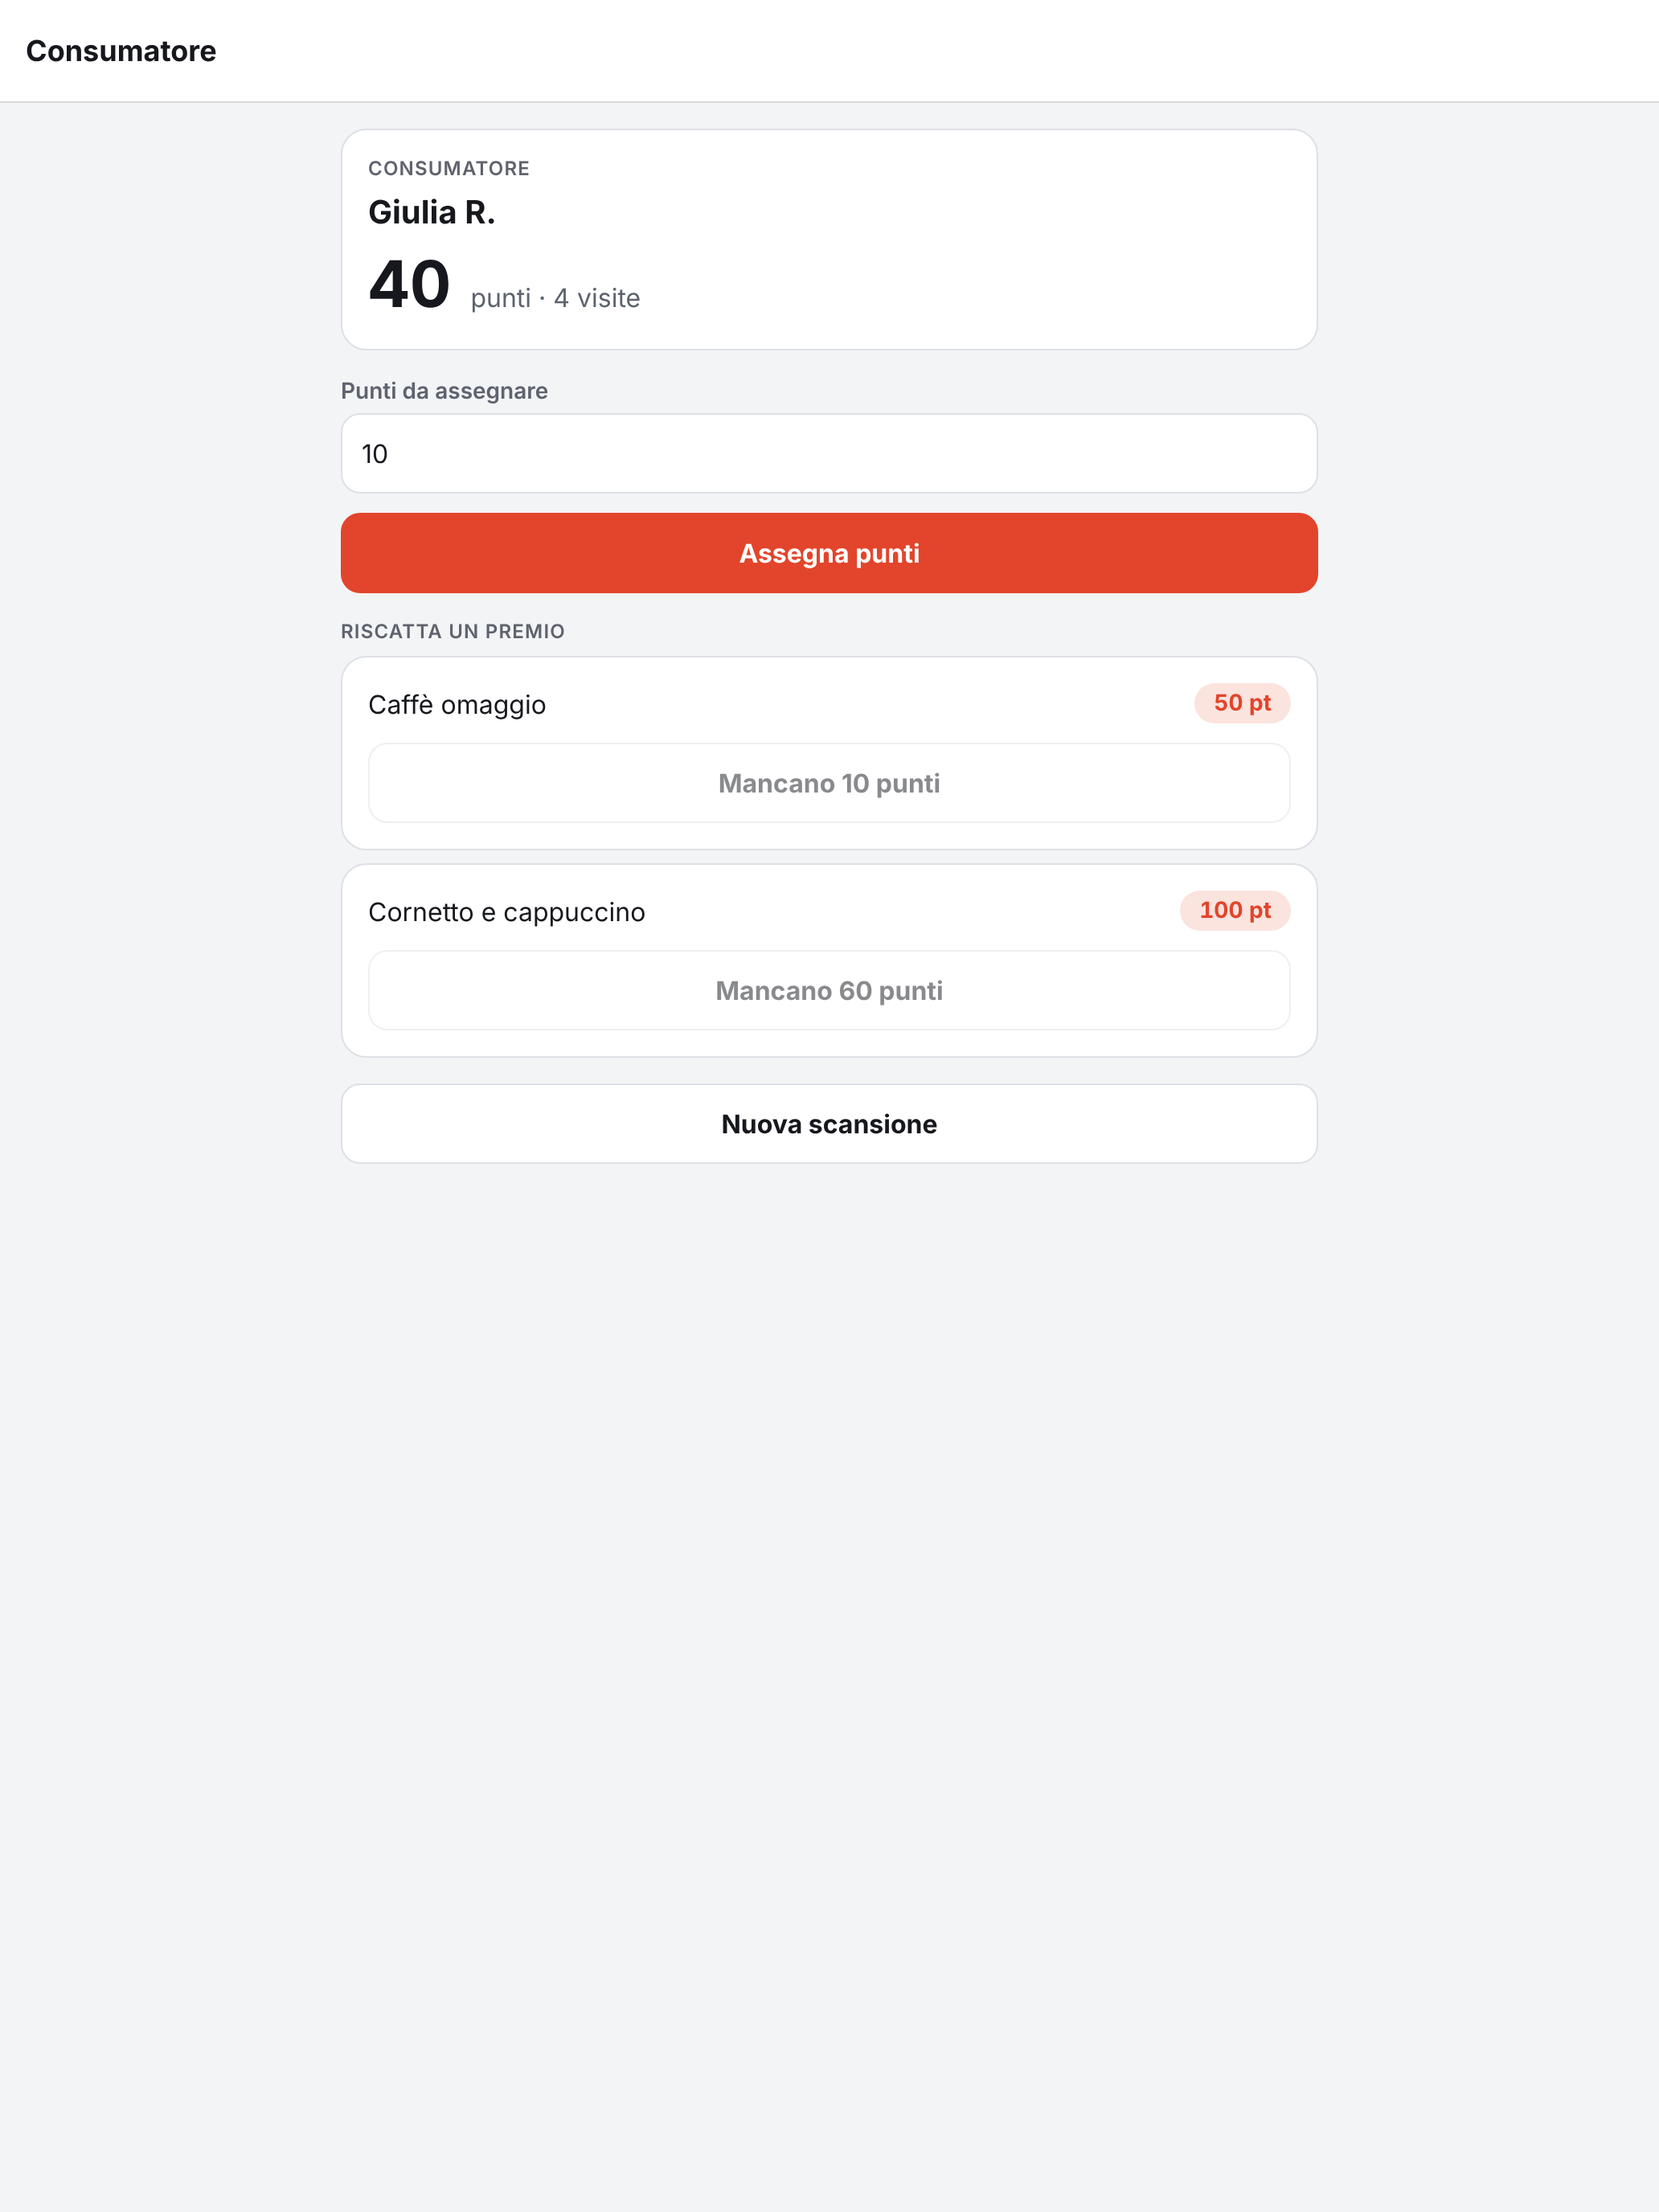 Consumatore
CONSUMATORE
Giulia R.
40 punti · 4 visite
Punti da assegnare
10
Assegna punti
RISCATTA UN PREMIO
Caffè omaggio 50 pt
Mancano 10 punti
Cornetto e cappuccino 100 pt
Mancano 60 punti
Nuova scansione